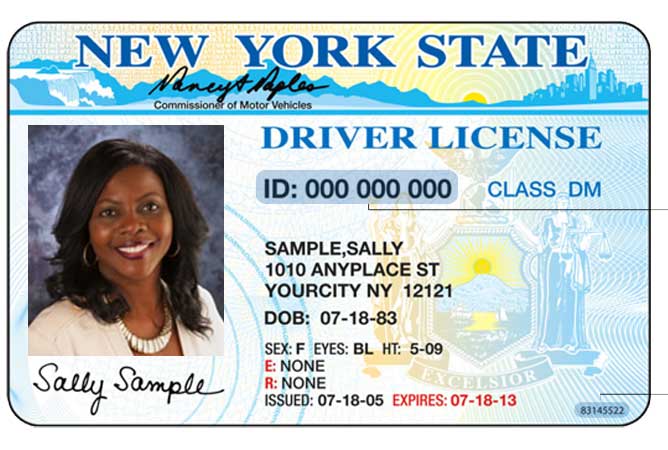 NEW YORK STATE
Nancy A Naples
Commissioner of Motor Vehicles
DRIVER LICENSE
ID: 000 000 000 CLASS DM
SAMPLE,SALLY
1010 ANYPLACE ST
YOURCITY NY 12121
DOB: 07-18-83
SEX: F EYES: BL HT: 5-09
E: NONE
R: NONE
ISSUED: 07-18-05 EXPIRES: 07-18-13
Sally Sample
EXCELSIOR
83145522